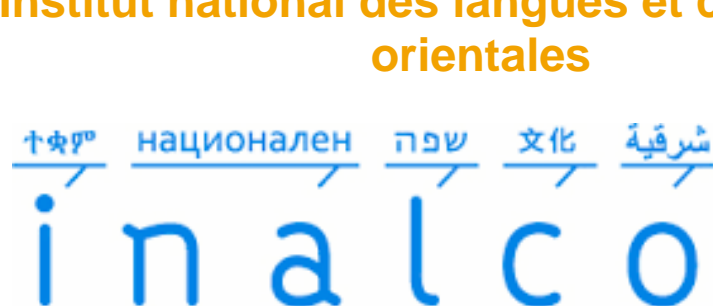 Institut national des langues et c
orientales
ተቋም национален שפה 文化 شرقية
inalco